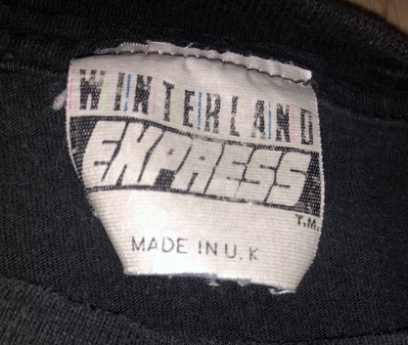 WINTERLAND
EXPRESS
T.M.
MADE IN U.K